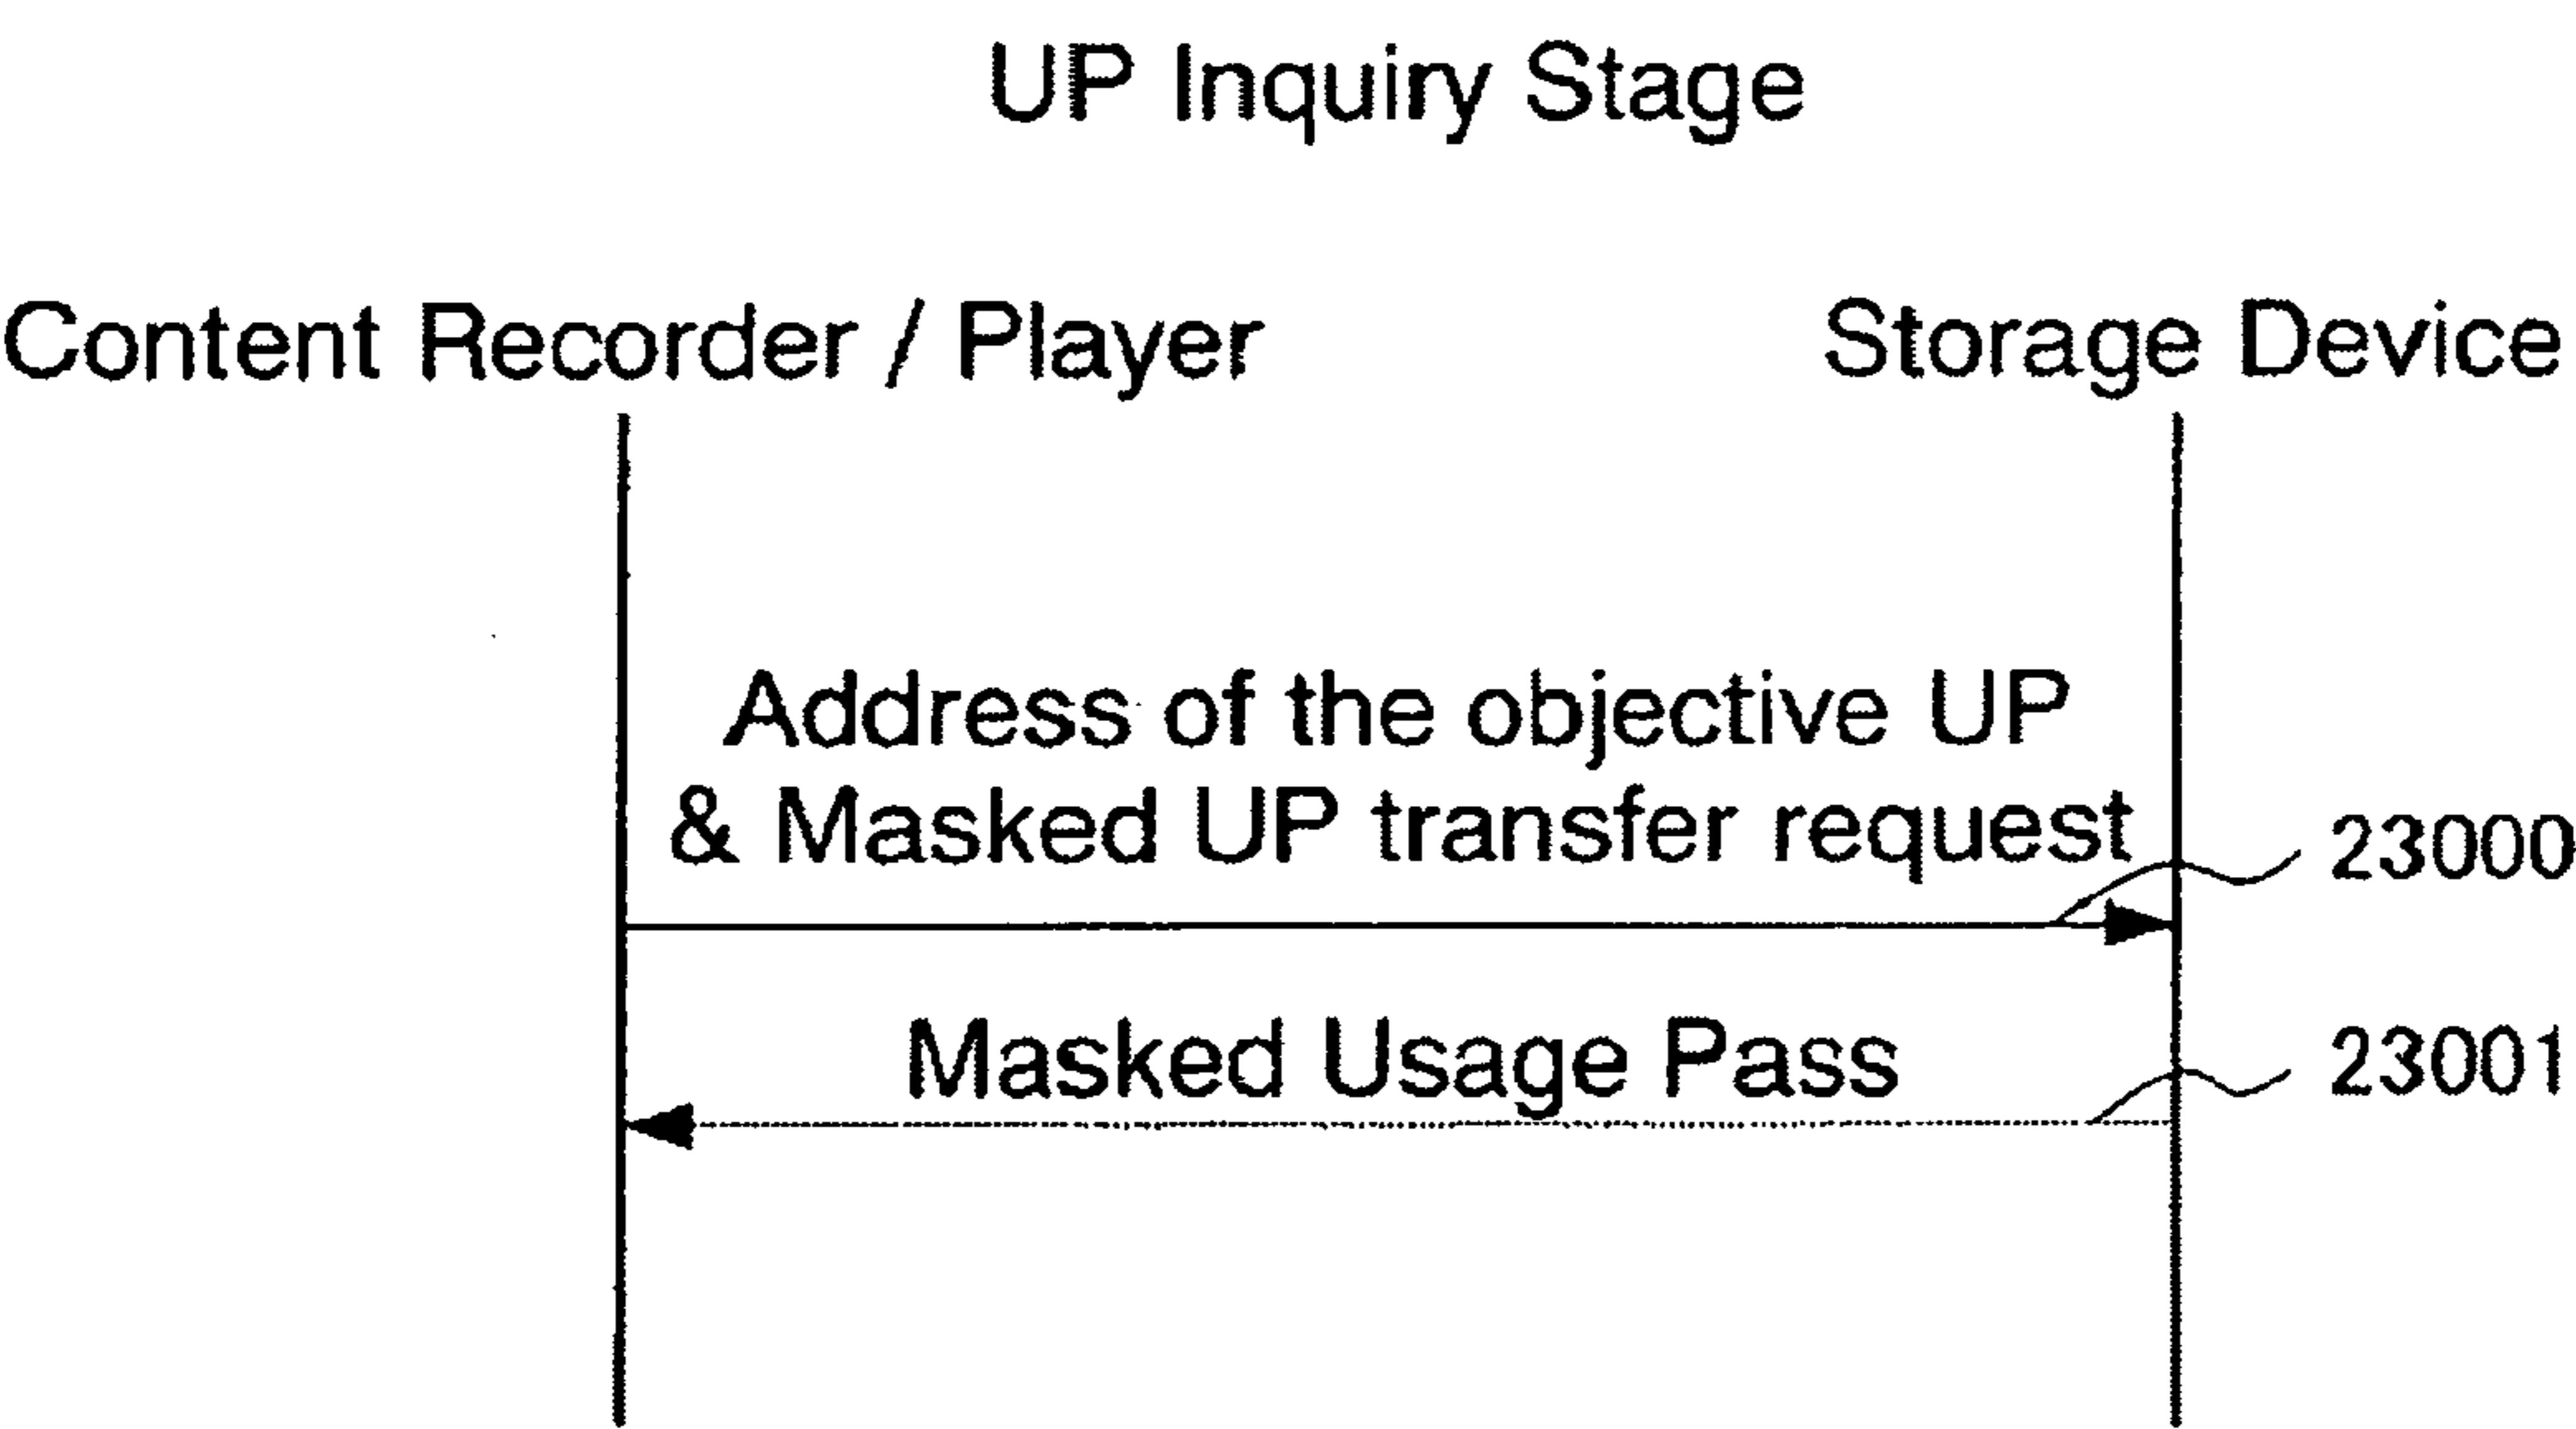 UP Inquiry Stage
Content Recorder / Player
Storage Device
Address of the objective UP
& Masked UP transfer request
23000
Masked Usage Pass
23001